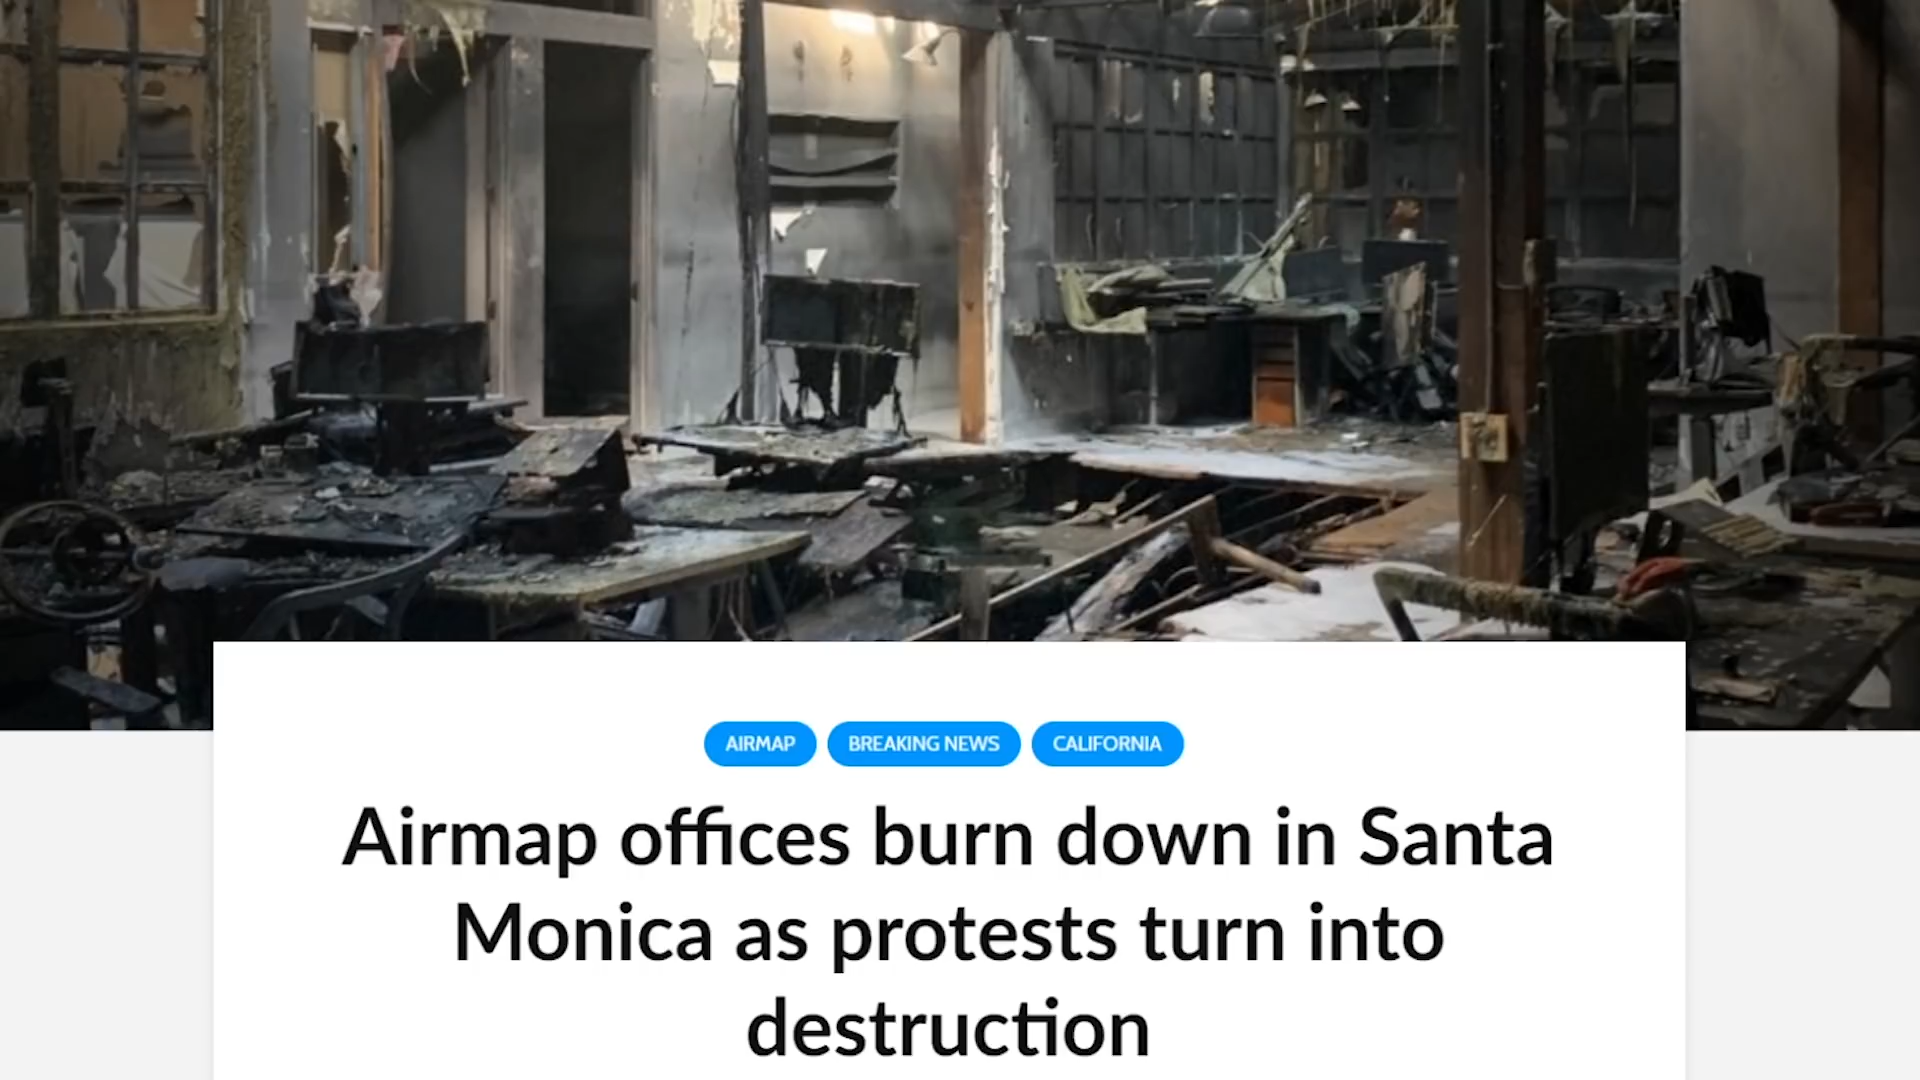 AIRMAP BREAKING NEWS CALIFORNIA
Airmap offices burn down in Santa
Monica as protests turn into
destruction